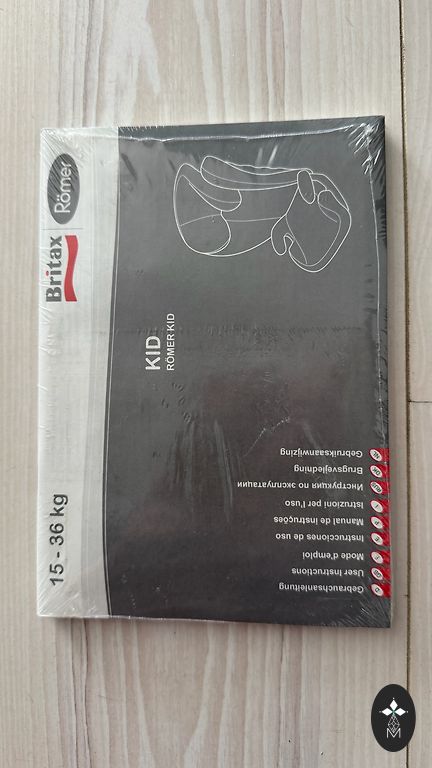 Britax Römer
15 - 36 kg
KID
RÖMER KID
Gebrauchsanleitung
User Instructions
Mode d'emploi
Instrucciones de uso
Manual de instruções
Istruzioni per l'uso
Инструкция по эксплуатации
Brugsvejledning
Gebruiksaanwijzing
M